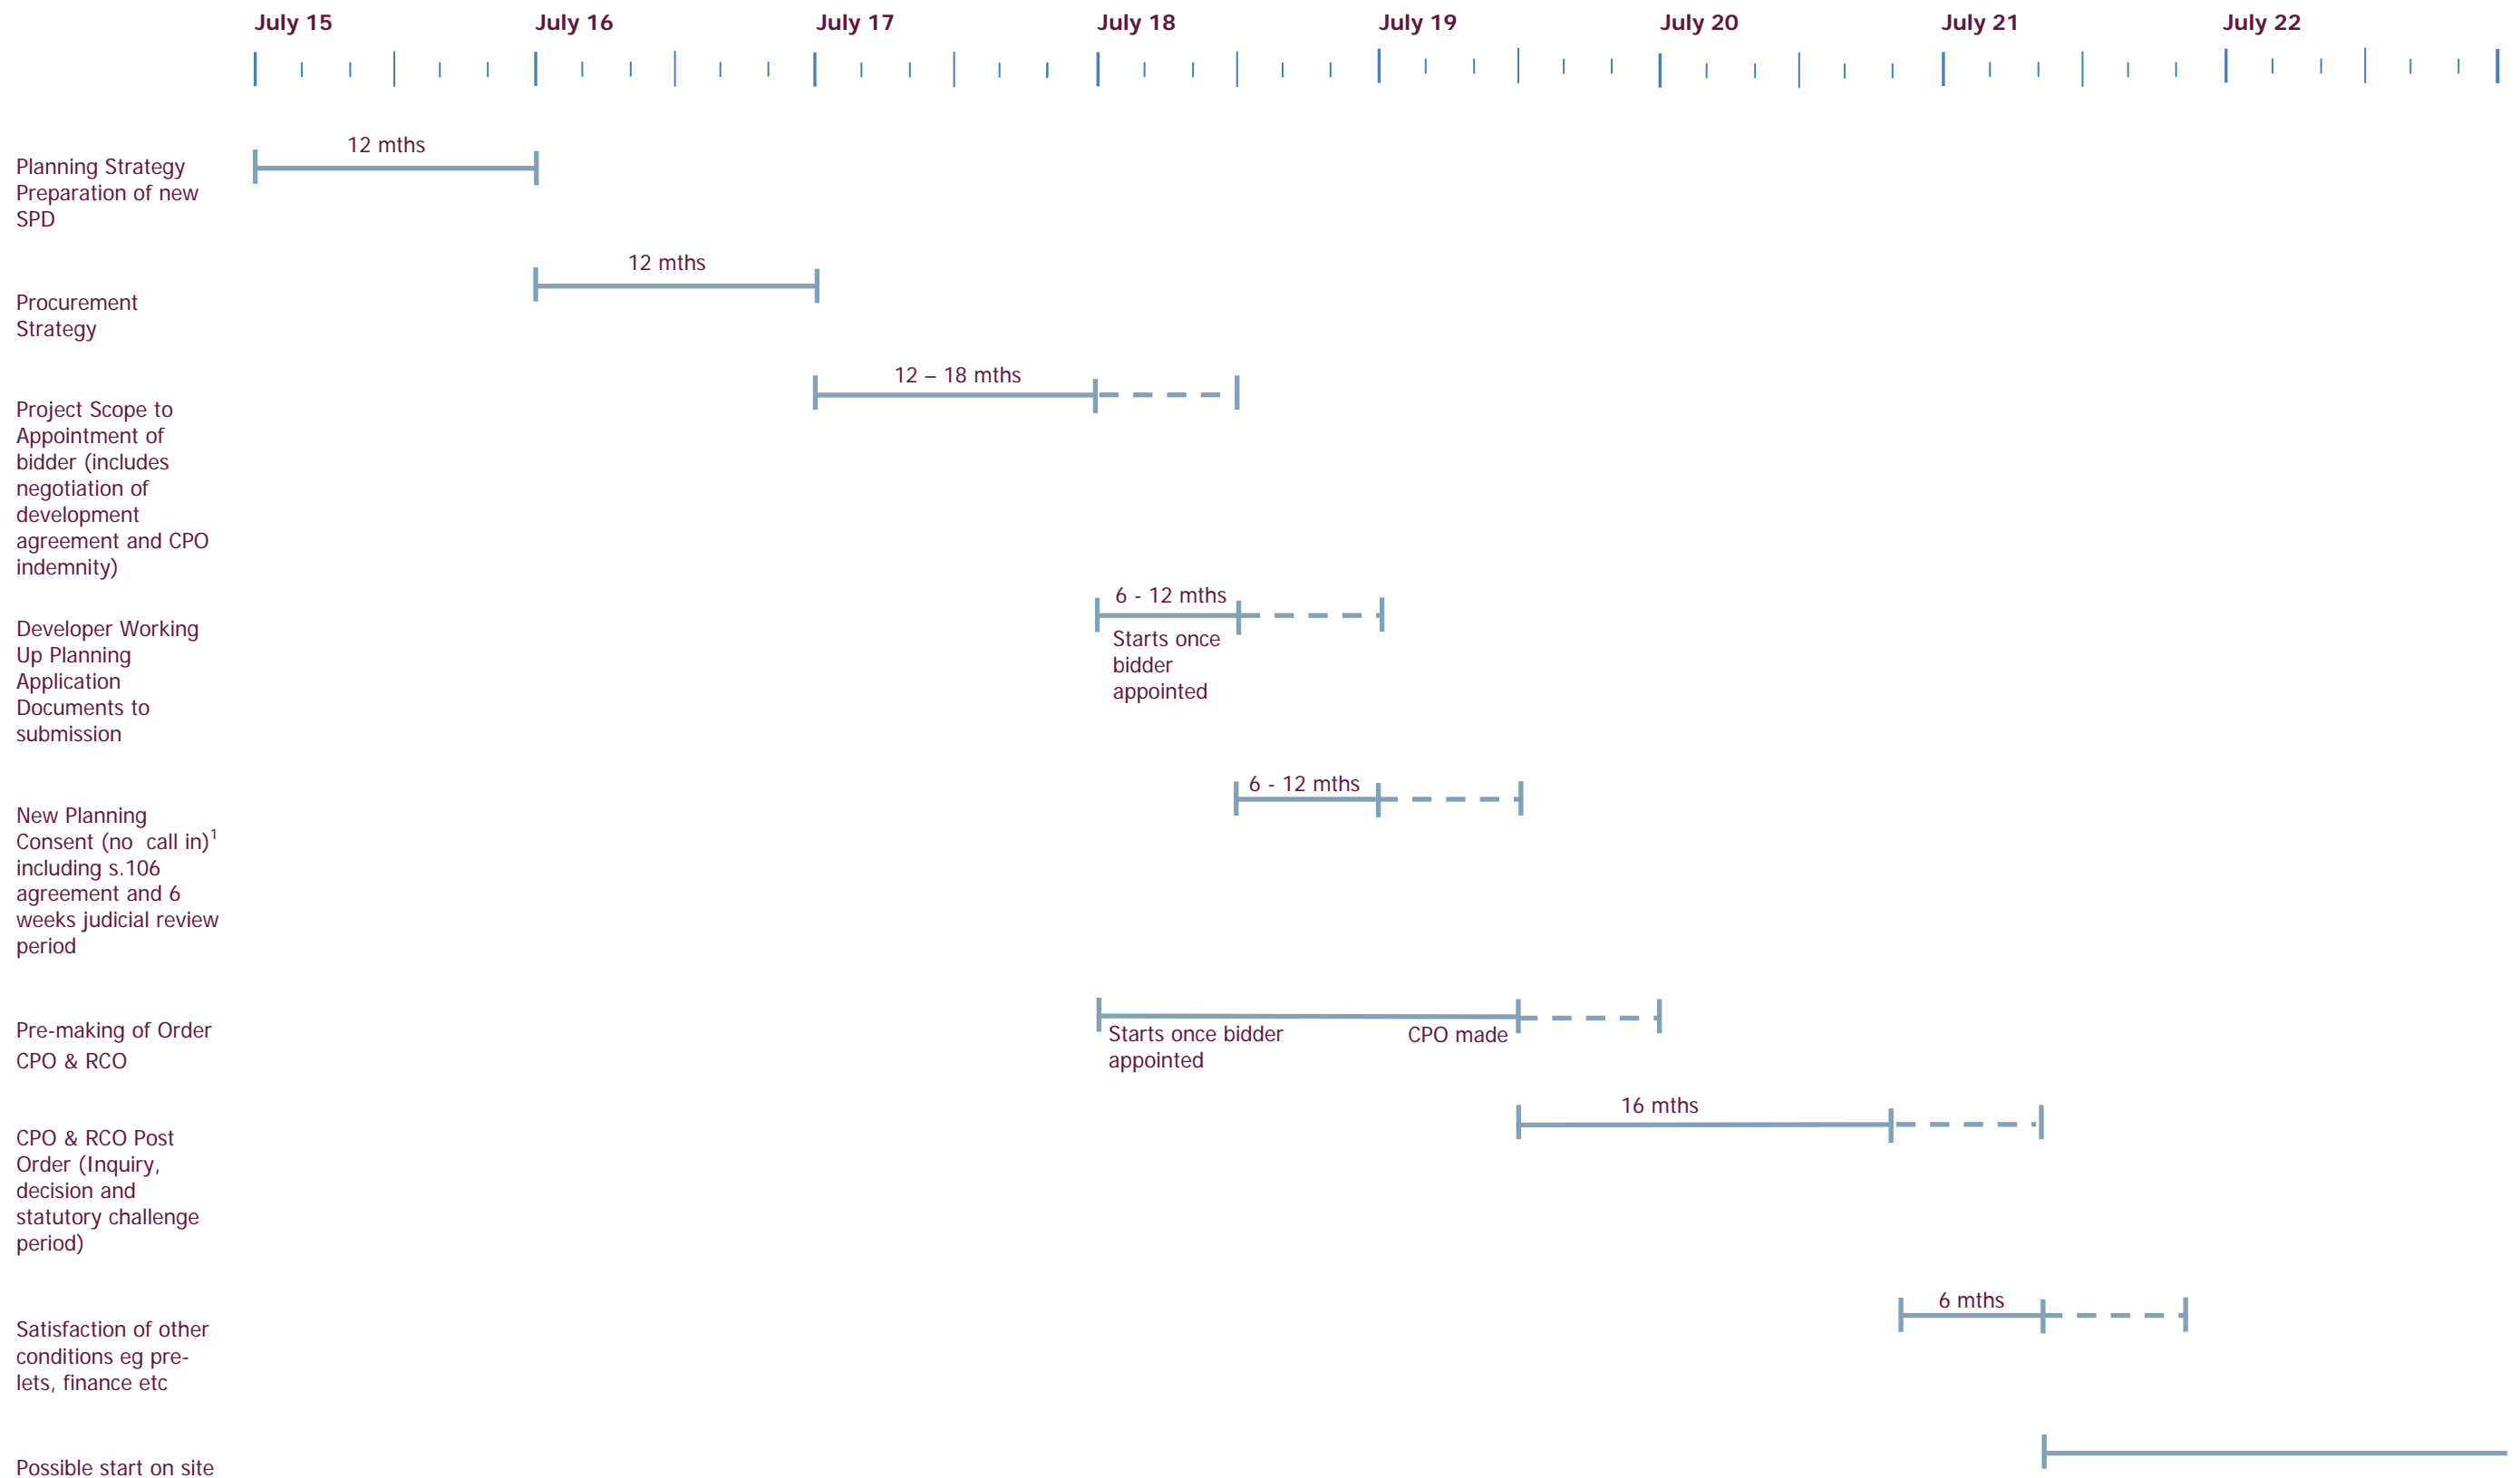 July 15 July 16 July 17 July 18 July 19 July 20 July 21 July 22
12 mths
Planning Strategy
Preparation of new
SPD
12 mths
Procurement
Strategy
12 – 18 mths
Project Scope to
Appointment of
bidder (includes
negotiation of
development
agreement and CPO
indemnity)
6 - 12 mths
Starts once
bidder
appointed
Developer Working
Up Planning
Application
Documents to
submission
6 - 12 mths
New Planning
Consent (no  call in)1
including s.106
agreement and 6
weeks judicial review
period
Pre-making of Order
CPO & RCO
Starts once bidder
appointed
CPO made
16 mths
CPO & RCO Post
Order (Inquiry,
decision and
statutory challenge
period)
6 mths
Satisfaction of other
conditions eg pre-
lets, finance etc
Possible start on site